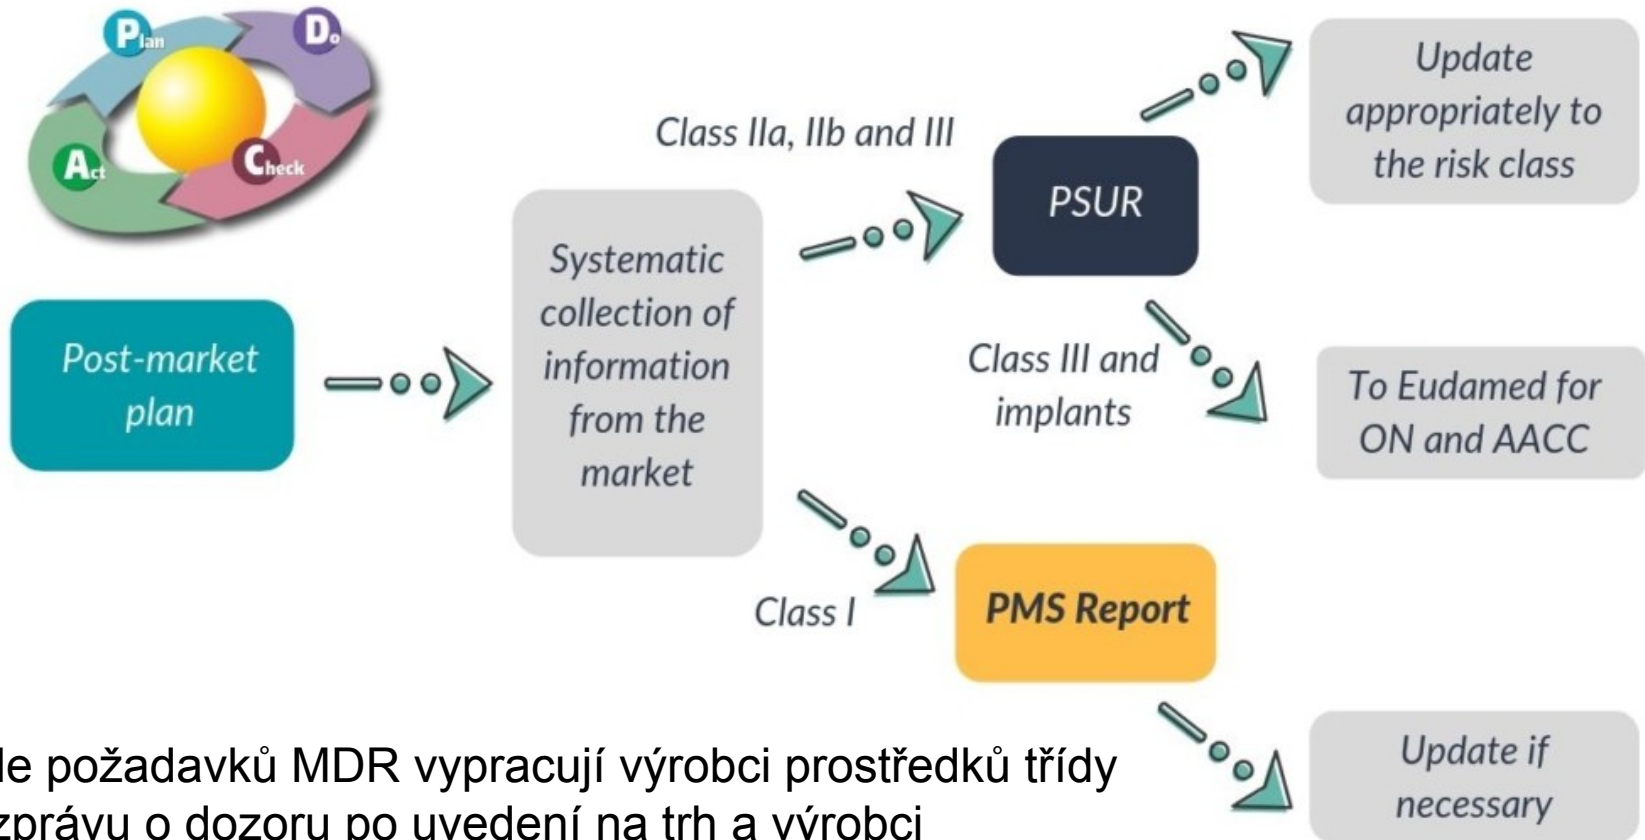 Plan
Do
Check
Act
Post-market
plan
Systematic
collection of
information
from the
market
Class IIa, IIb and III
PSUR
Update
appropriately to
the risk class
Class III and
implants
To Eudamed for
ON and AACC
Class I
PMS Report
Update if
necessary
le požadavků MDR vypracují výrobci prostředků třídy
zprávu o dozoru po uvedení na trh a výrobci